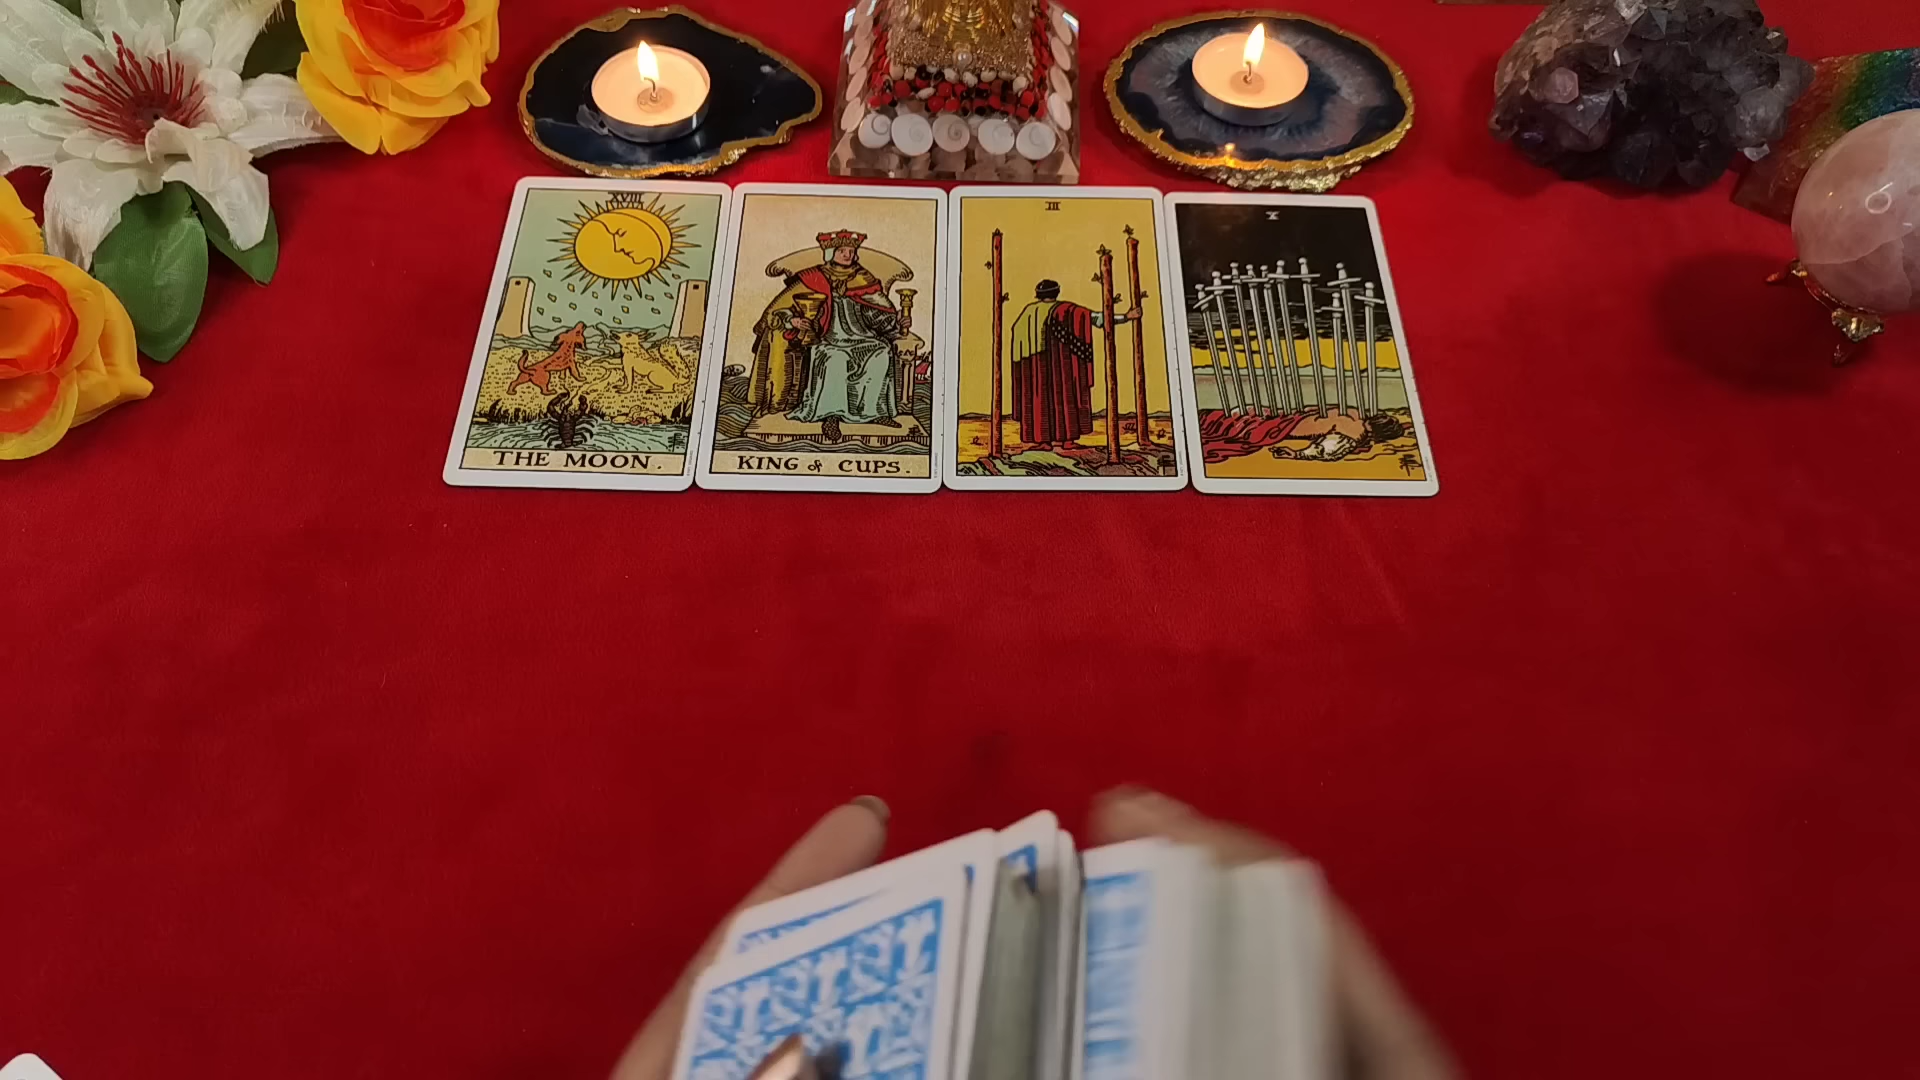 XVIII
THE MOON.
KING of CUPS.
III
X